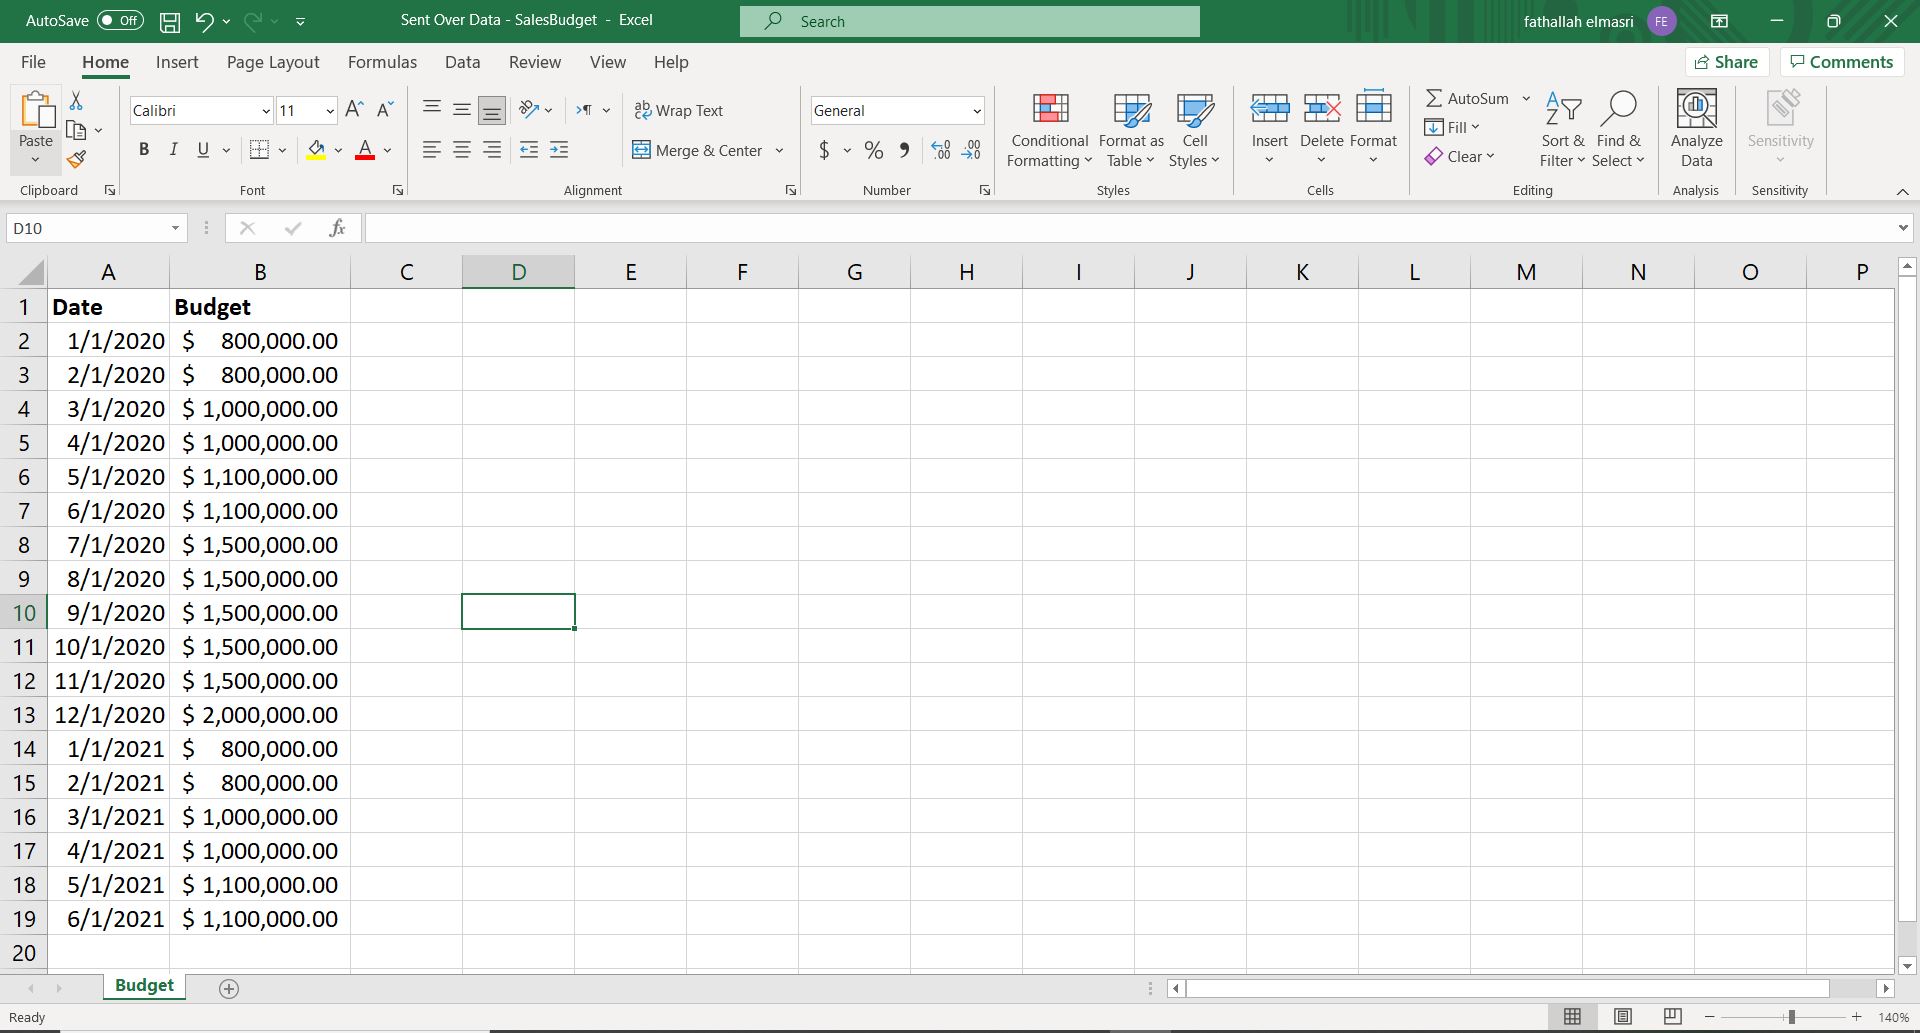 AutoSave Off Sent Over Data - SalesBudget - Excel Search fathallah elmasri FE
File Home Insert Page Layout Formulas Data Review View Help Share Comments
Paste
Clipboard
Calibri 11 A A
B I U A
Font
ab Wrap Text
Merge & Center
Alignment
General
$ % 9 .00 .00
Number
Conditional Formatting
Format as Table
Cell Styles
Styles
Insert Delete Format
Cells
AutoSum
Fill
Clear
Sort & Filter
Find & Select
Editing
Analyze Data
Analysis
Sensitivity
Sensitivity
D10 fx
A B C D E F G H I J K L M N O P
1 Date Budget
2 1/1/2020 $ 800,000.00
3 2/1/2020 $ 800,000.00
4 3/1/2020 $ 1,000,000.00
5 4/1/2020 $ 1,000,000.00
6 5/1/2020 $ 1,100,000.00
7 6/1/2020 $ 1,100,000.00
8 7/1/2020 $ 1,500,000.00
9 8/1/2020 $ 1,500,000.00
10 9/1/2020 $ 1,500,000.00
11 10/1/2020 $ 1,500,000.00
12 11/1/2020 $ 1,500,000.00
13 12/1/2020 $ 2,000,000.00
14 1/1/2021 $ 800,000.00
15 2/1/2021 $ 800,000.00
16 3/1/2021 $ 1,000,000.00
17 4/1/2021 $ 1,000,000.00
18 5/1/2021 $ 1,100,000.00
19 6/1/2021 $ 1,100,000.00
20
Budget
Ready 140%